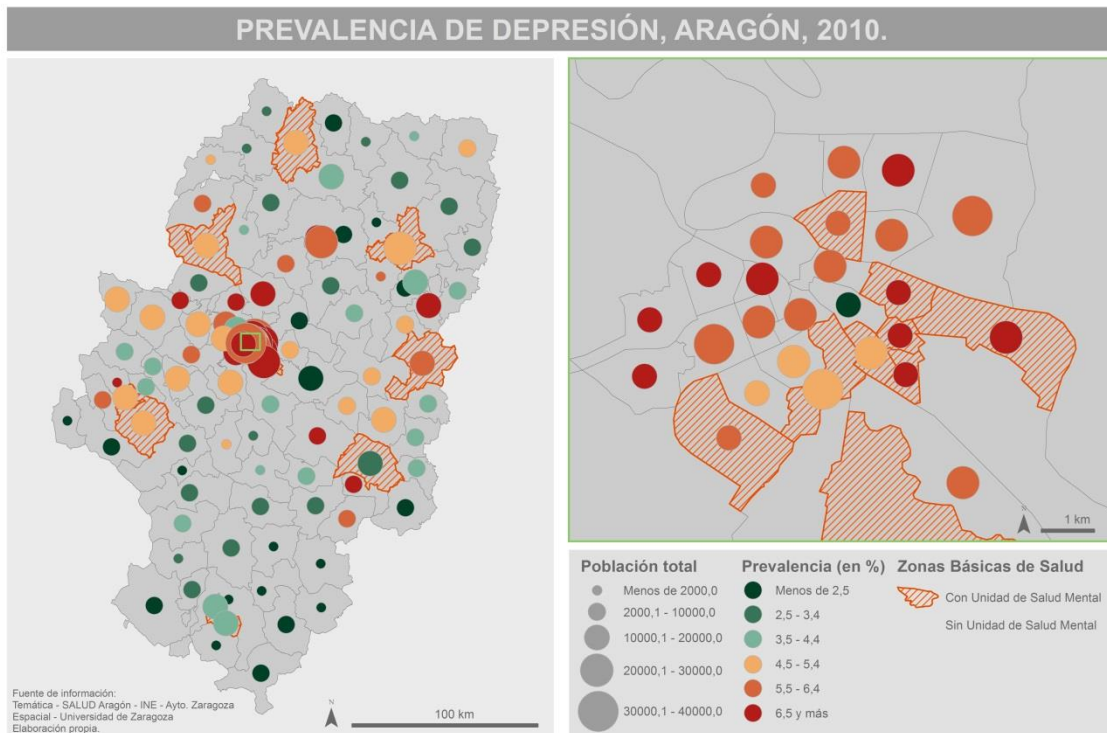 PREVALENCIA DE DEPRESIÓN, ARAGÓN, 2010.
Fuente de información:
Temática - SALUD Aragón - INE - Ayto. Zaragoza
Espacial - Universidad de Zaragoza
Elaboración propia.
N
100 km
N
1 km
Población total
Menos de 2000,0
2000,1 - 10000,0
10000,1 - 20000,0
20000,1 - 30000,0
30000,1 - 40000,0
Prevalencia (en %)
Menos de 2,5
2,5 - 3,4
3,5 - 4,4
4,5 - 5,4
5,5 - 6,4
6,5 y más
Zonas Básicas de Salud
Con Unidad de Salud Mental
Sin Unidad de Salud Mental